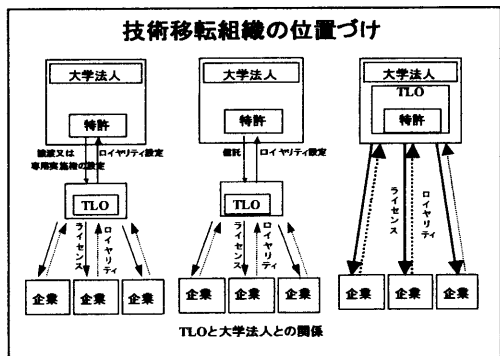 技術移転組織の位置づけ
大学法人
特許
譲渡又は
専用実施権の設定
ロイヤリティ設定
TLO
ライセンス
ロイヤリティ
企業
企業
企業
大学法人
特許
信託
ロイヤリティ設定
TLO
ライセンス
ロイヤリティ
企業
企業
企業
大学法人
TLO
特許
ライセンス
ロイヤリティ
企業
企業
企業
TLOと大学法人との関係